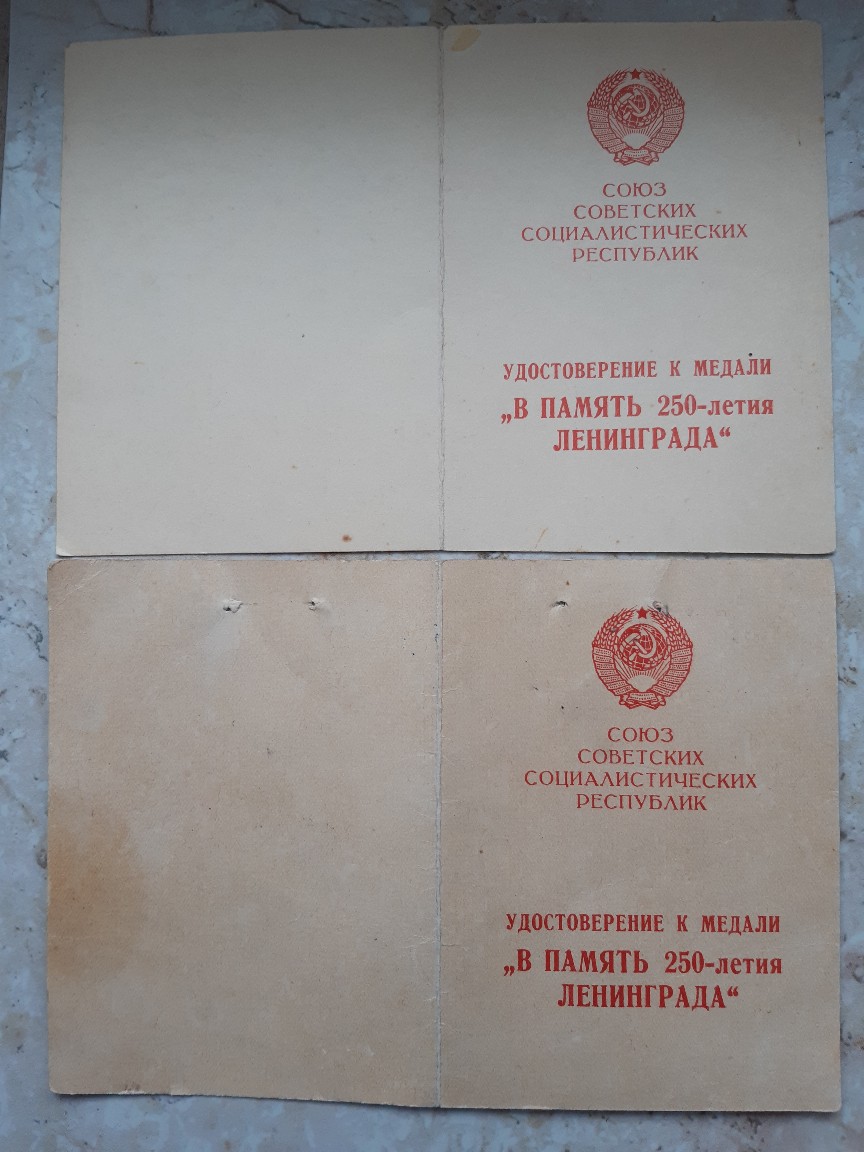 СОЮЗ
СОВЕТСКИХ
СОЦИАЛИСТИЧЕСКИХ
РЕСПУБЛИК
УДОСТОВЕРЕНИЕ К МЕДАЛИ
„В ПАМЯТЬ 250-летия
ЛЕНИНГРАДА“
СОЮЗ
СОВЕТСКИХ
СОЦИАЛИСТИЧЕСКИХ
РЕСПУБЛИК
УДОСТОВЕРЕНИЕ К МЕДАЛИ
„В ПАМЯТЬ 250-летия
ЛЕНИНГРАДА“